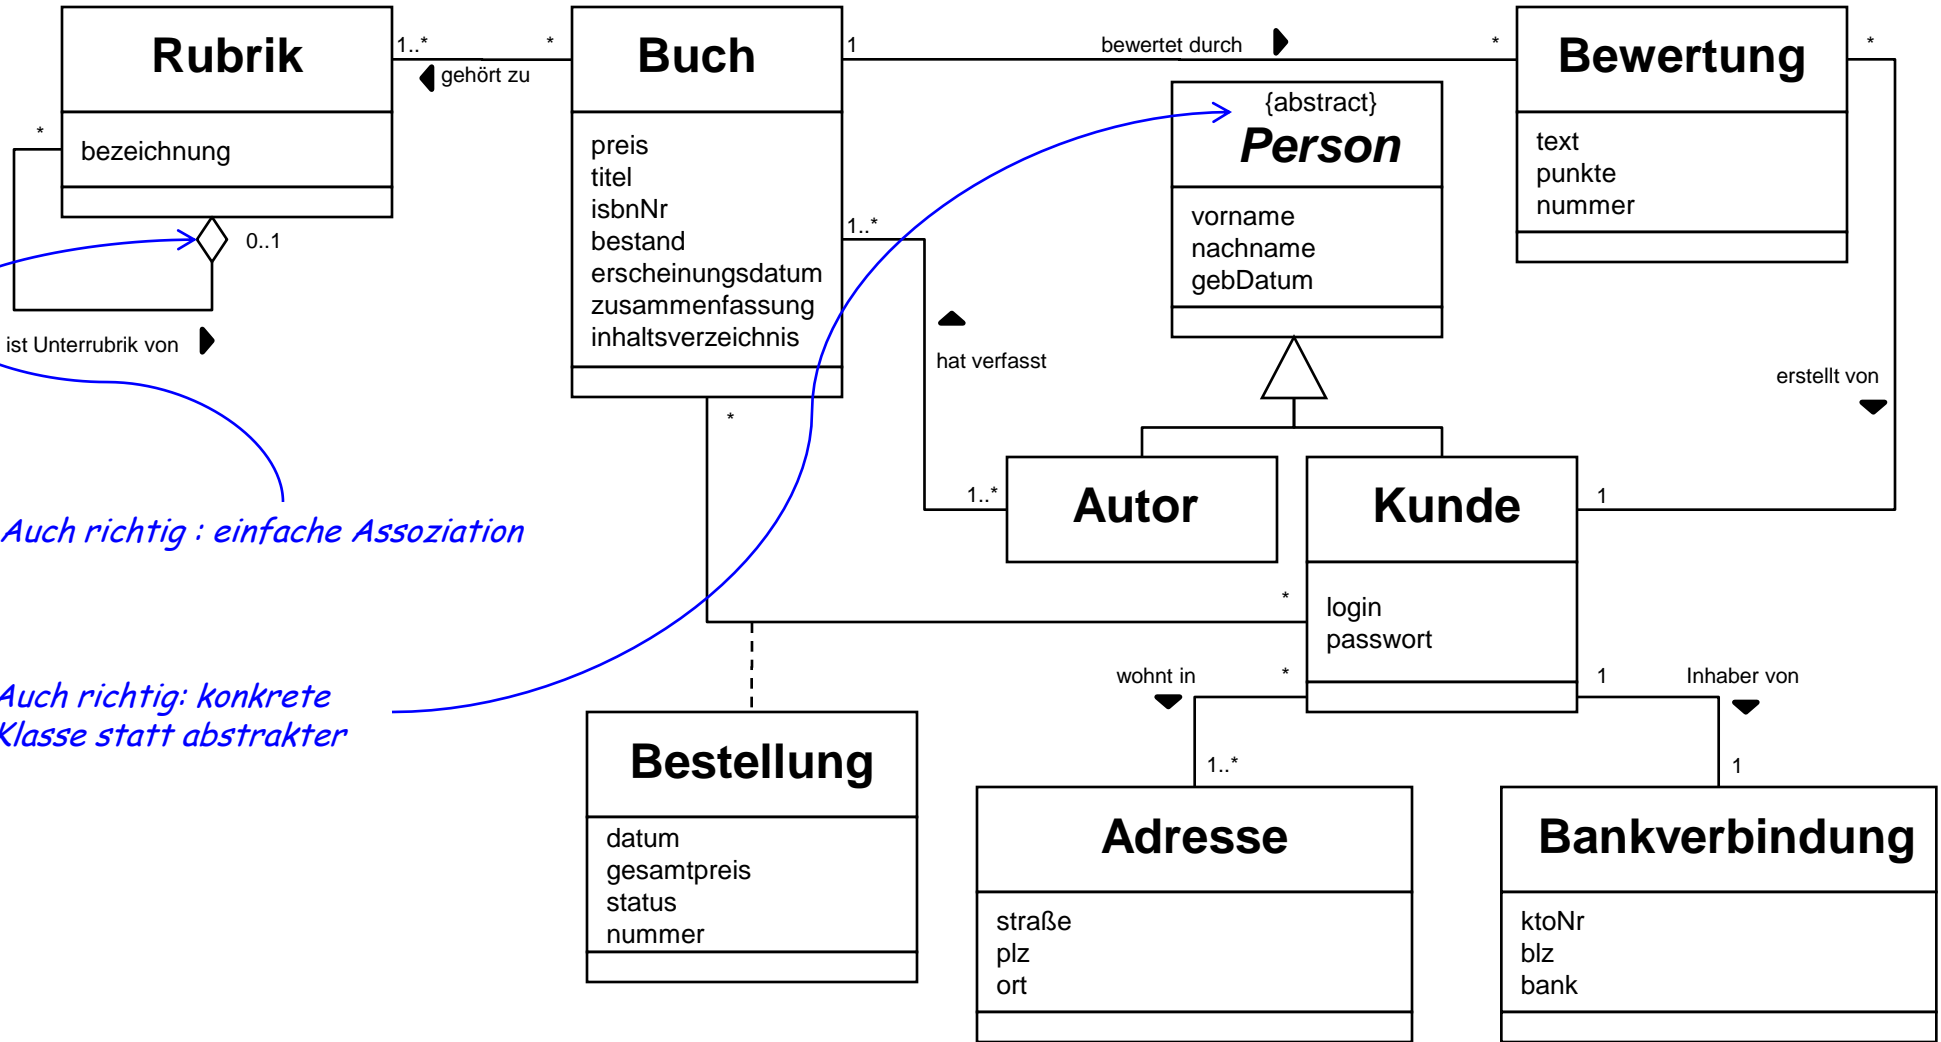 Rubrik
bezeichnung
*
0..1
ist Unterrubrik von
1..*
*
gehört zu
Buch
preis
titel
isbnNr
bestand
erscheinungsdatum
zusammenfassung
inhaltsverzeichnis
1
bewertet durch
*
Bewertung
text
punkte
nummer
*
{abstract}
Person
vorname
nachname
gebDatum
1..*
hat verfasst
1..*
erstellt von
1
Autor
Kunde
login
passwort
*
*
Auch richtig : einfache Assoziation
Auch richtig: konkrete
Klasse statt abstrakter
Bestellung
datum
gesamtpreis
status
nummer
wohnt in
*
1..*
1
Inhaber von
1
Adresse
straße
plz
ort
Bankverbindung
ktoNr
blz
bank